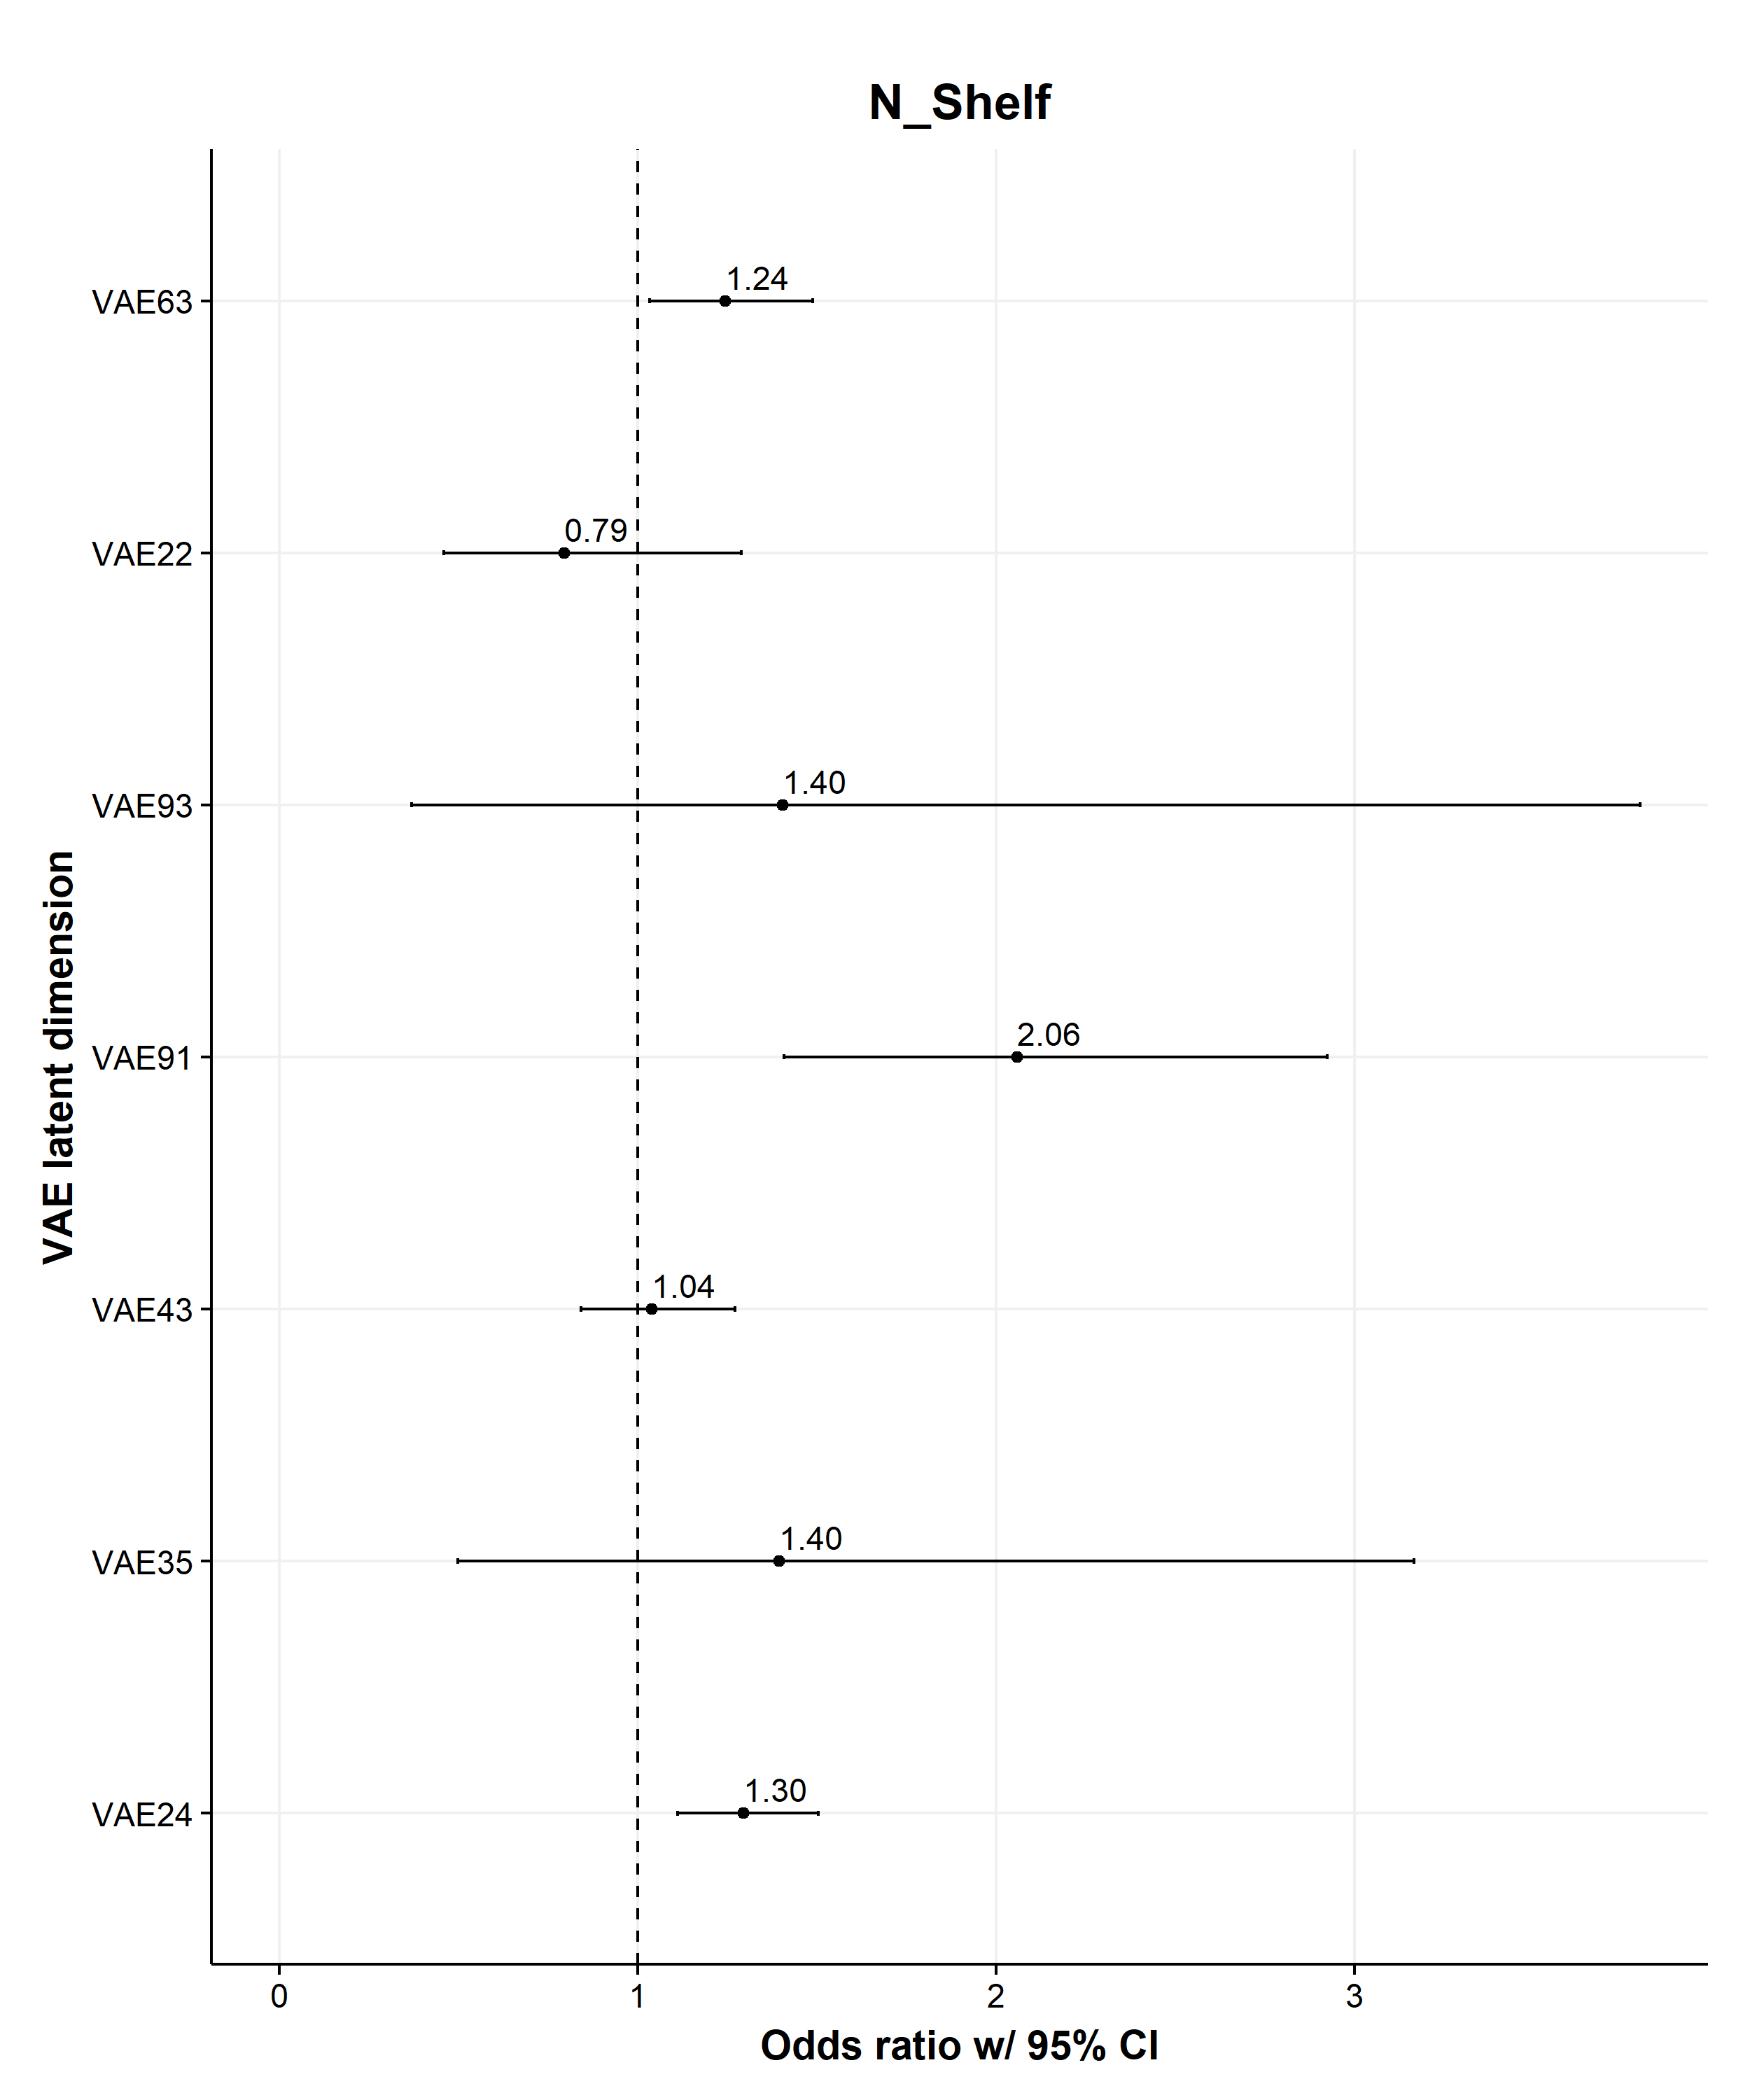 N_Shelf
VAE63
1.24
VAE22
0.79
VAE93
1.40
VAE91
2.06
VAE43
1.04
VAE35
1.40
VAE24
1.30
VAE latent dimension
0 1 2 3
Odds ratio w/ 95% CI